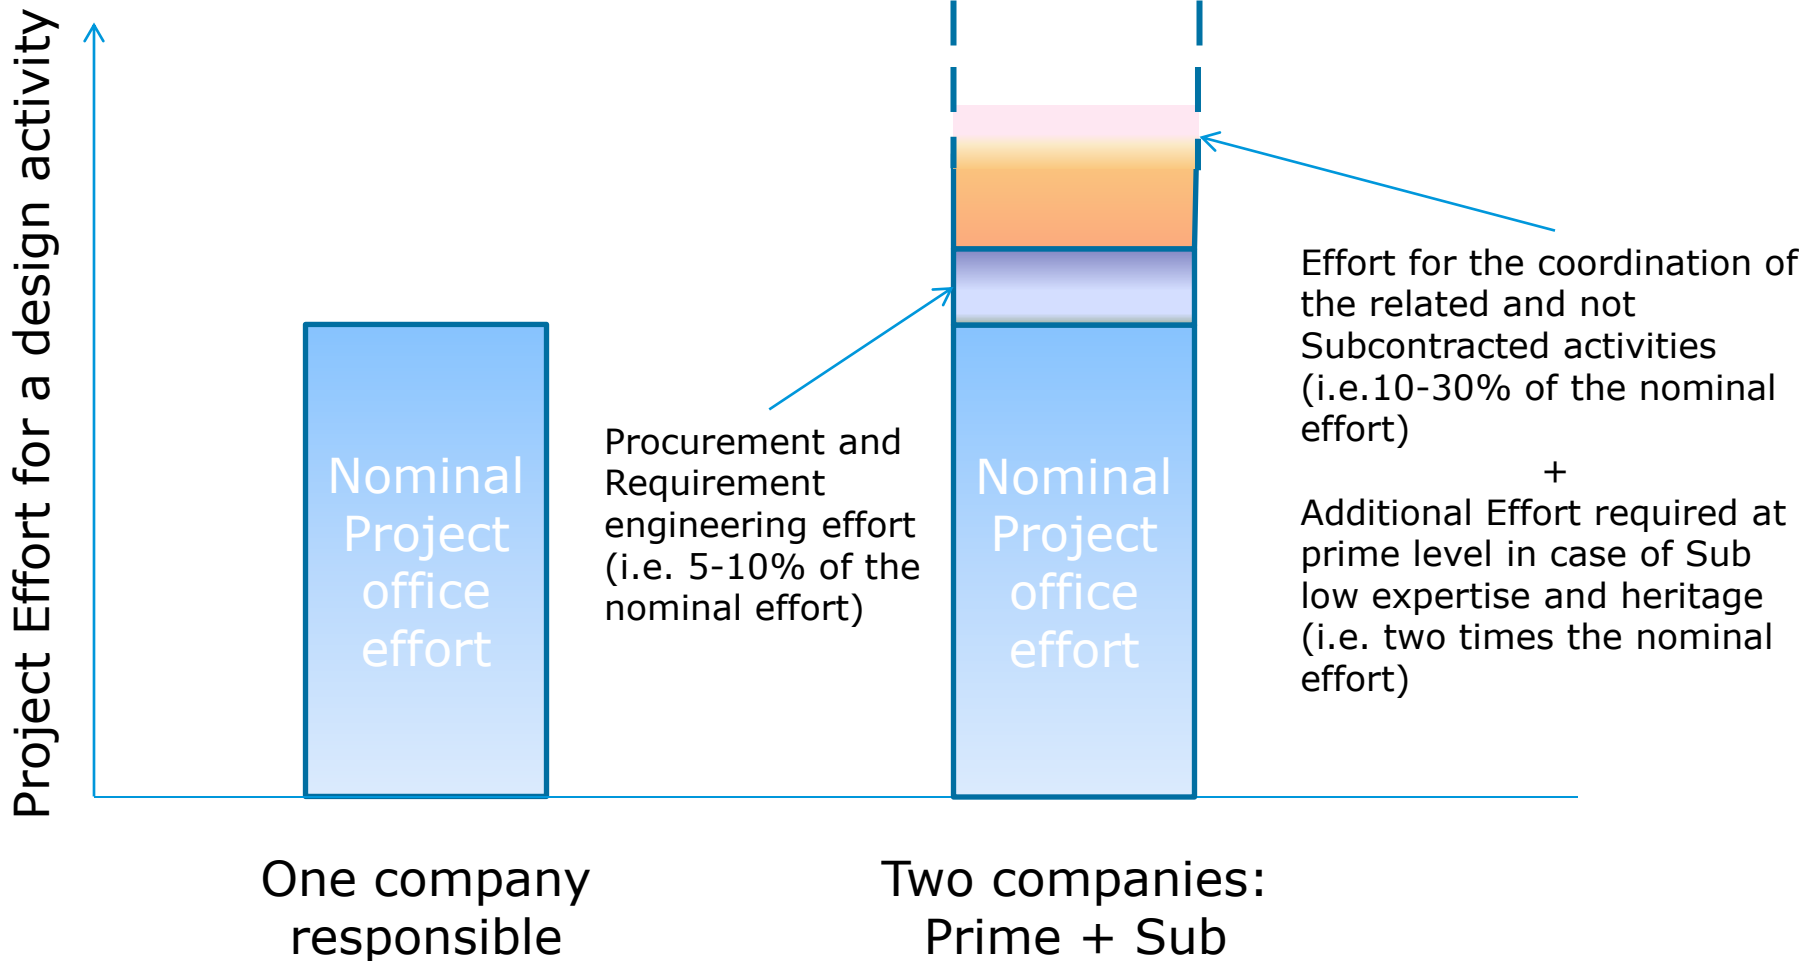 Project Effort for a design activity
Nominal
Project
office
effort
Procurement and
Requirement
engineering effort
(i.e. 5-10% of the
nominal effort)
Nominal
Project
office
effort
Effort for the coordination of
the related and not
Subcontracted activities
(i.e.10-30% of the nominal
effort)
+
Additional Effort required at
prime level in case of Sub
low expertise and heritage
(i.e. two times the nominal
effort)
One company
responsible
Two companies:
Prime + Sub